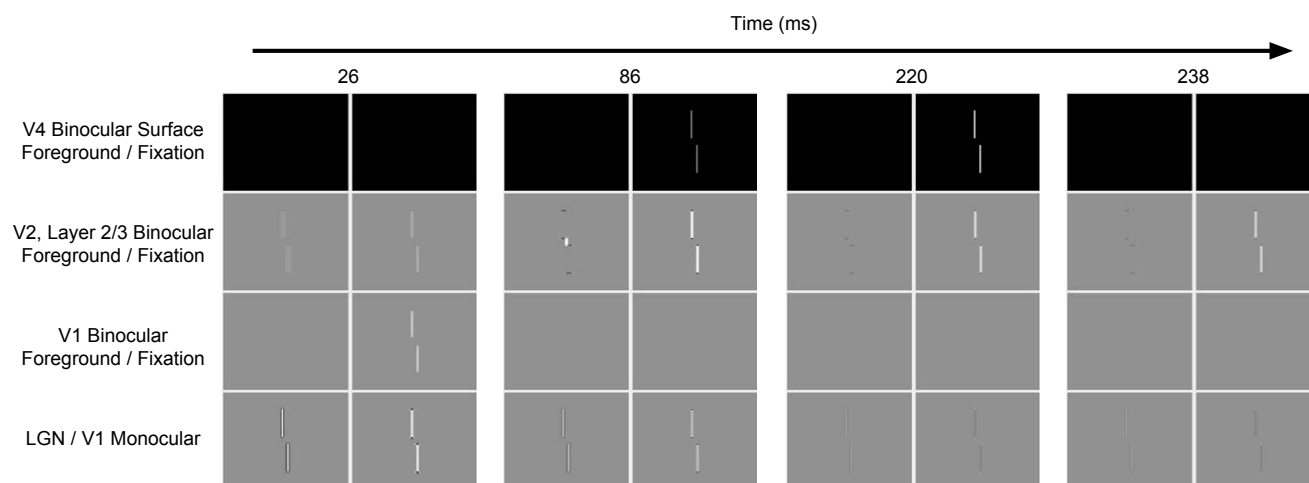 Time (ms)
26 86 220 238
V4 Binocular Surface
Foreground / Fixation
V2, Layer 2/3 Binocular
Foreground / Fixation
V1 Binocular
Foreground / Fixation
LGN / V1 Monocular